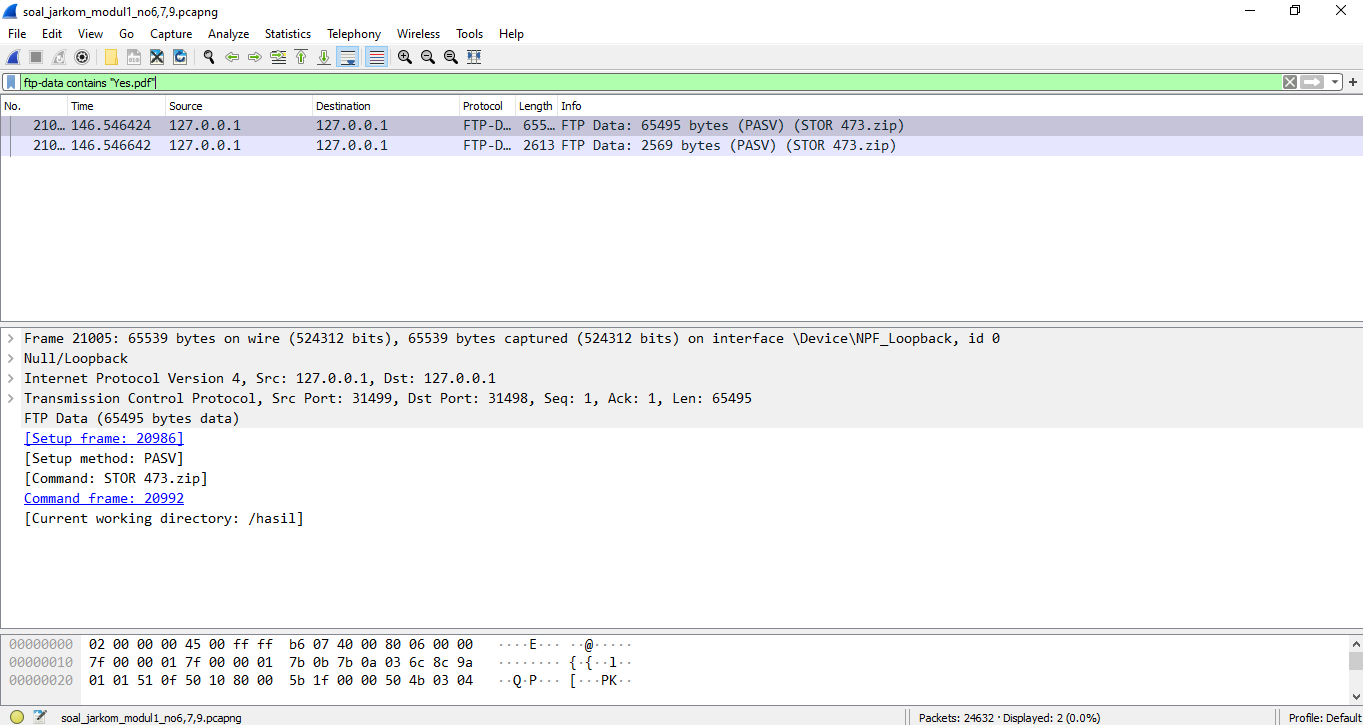 soal_jarkom_modul1_no6,7,9.pcapng
File Edit View Go Capture Analyze Statistics Telephony Wireless Tools Help
ftp-data contains "Yes.pdf"
No. Time Source Destination Protocol Length Info
210… 146.546424 127.0.0.1 127.0.0.1 FTP-D… 655… FTP Data: 65495 bytes (PASV) (STOR 473.zip)
210… 146.546642 127.0.0.1 127.0.0.1 FTP-D… 2613 FTP Data: 2569 bytes (PASV) (STOR 473.zip)
Frame 21005: 65539 bytes on wire (524312 bits), 65539 bytes captured (524312 bits) on interface \Device\NPF_Loopback, id 0
Null/Loopback
Internet Protocol Version 4, Src: 127.0.0.1, Dst: 127.0.0.1
Transmission Control Protocol, Src Port: 31499, Dst Port: 31498, Seq: 1, Ack: 1, Len: 65495
FTP Data (65495 bytes data)
[Setup frame: 20986]
[Setup method: PASV]
[Command: STOR 473.zip]
Command frame: 20992
[Current working directory: /hasil]
00000000 02 00 00 00 45 00 ff ff b6 07 40 00 80 06 00 00 ····E··· ··@·····
00000010 7f 00 00 01 7f 00 00 01 7b 0b 7b 0a 03 6c 8c 9a ········ {·{··l··
00000020 01 01 51 0f 50 10 80 00 5b 1f 00 00 50 4b 03 04 ··Q·P··· [···PK··
soal_jarkom_modul1_no6,7,9.pcapng Packets: 24632 · Displayed: 2 (0.0%) Profile: Default